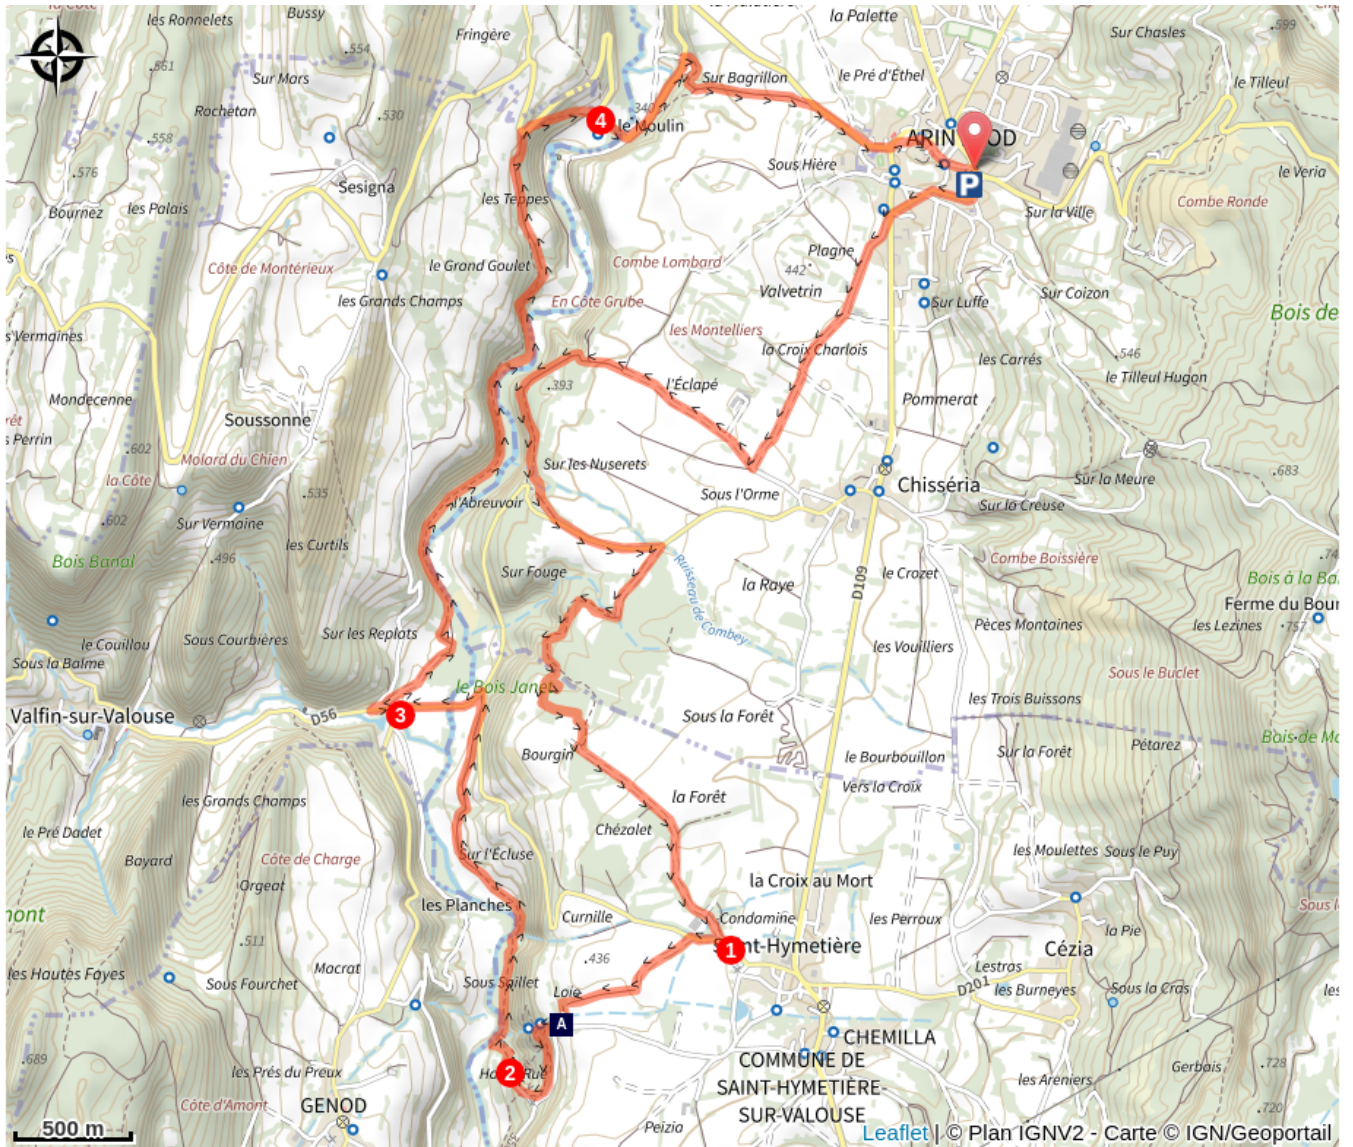 les Ronnelets
Bussy
la Palette
Sur Chasles
.599
Fringère
.554
.561
Sur Mars
Sur Bagrillon
le Pré d'Éthel
le Tilleul
Rochetan
.530
340
4
le Moulin
ARIN
OD
.558
Sous Hière
P
.576
Sesigna
les Teppes
le Veria
Bournez
les Palais
Sur la Ville
Combe Ronde
Plagne
Côte de Montérieux
le Grand Goulet
Combe Lombard
442
Valvetrin
Sur Coizon
les Grands Champs
En Côte Grube
Sur Luffe
Bois de
s Vermaines
les Montelliers
la Croix Charlois
les Carrés
.546
le Tilleul Hugon
Mondecenne
.393
l'Éclapé
Pommerat
Soussonne
s Perrin
.602
Molard du Chien
la Côte
Sur les Nuserets
.683
Sur la Meure
.535
Sous l'Orme
Chisséria
l'Abreuvoir
Sur la Creuse
.602
Sur Vermaine
.496
les Curtils
Bois Banal
Combe Boissière
Sur Fouge
Ruisseau de Combey
la Raye
D109
le Crozet
Bois à la Ba
Ferme du Bour
les Lezines
.757
Pèces Montaines
le Couillou
Sous Courbières
Sur les Replats
les Vouilliers
Sous la Balme
Sous le Buclet
le Bois Janet
les Trois Buissons
Valfin-sur-Valouse
D56
3
Sous la Forêt
Bourgin
le Bourbouillon
Sur la Forêt
Pétarez
Bois de Mo
Vers la Croix
les Grands Champs
la Forêt
le Pré Dadet
Chézalet
Bayard
Côte de Charge
Sur l'Écluse
les Moulettes
Sous le Puy
Orgeat
la Croix au Mort
mont
les Planches
Curnille
Condamine
les Perroux
la Pie
.511
1
Saint-Hymetière
Cézia
les Hautes Fayes
Macrat
.436
Sous Fourchet
Sous Saillet
Loie
Lestras
D201
les Burneyes
Sous la Cras
A
CHEMILLA
.689
les Prés du Preux
2
COMMUNE DE
SAINT-HYMETIÈRE-
SUR-VALOUSE
les Areniers
Gerbais
.728
Côte d'Amont
GENOD
.720
Peizia
500 m
Leaflet | © Plan IGNV2 - Carte © IGN/Geoportail